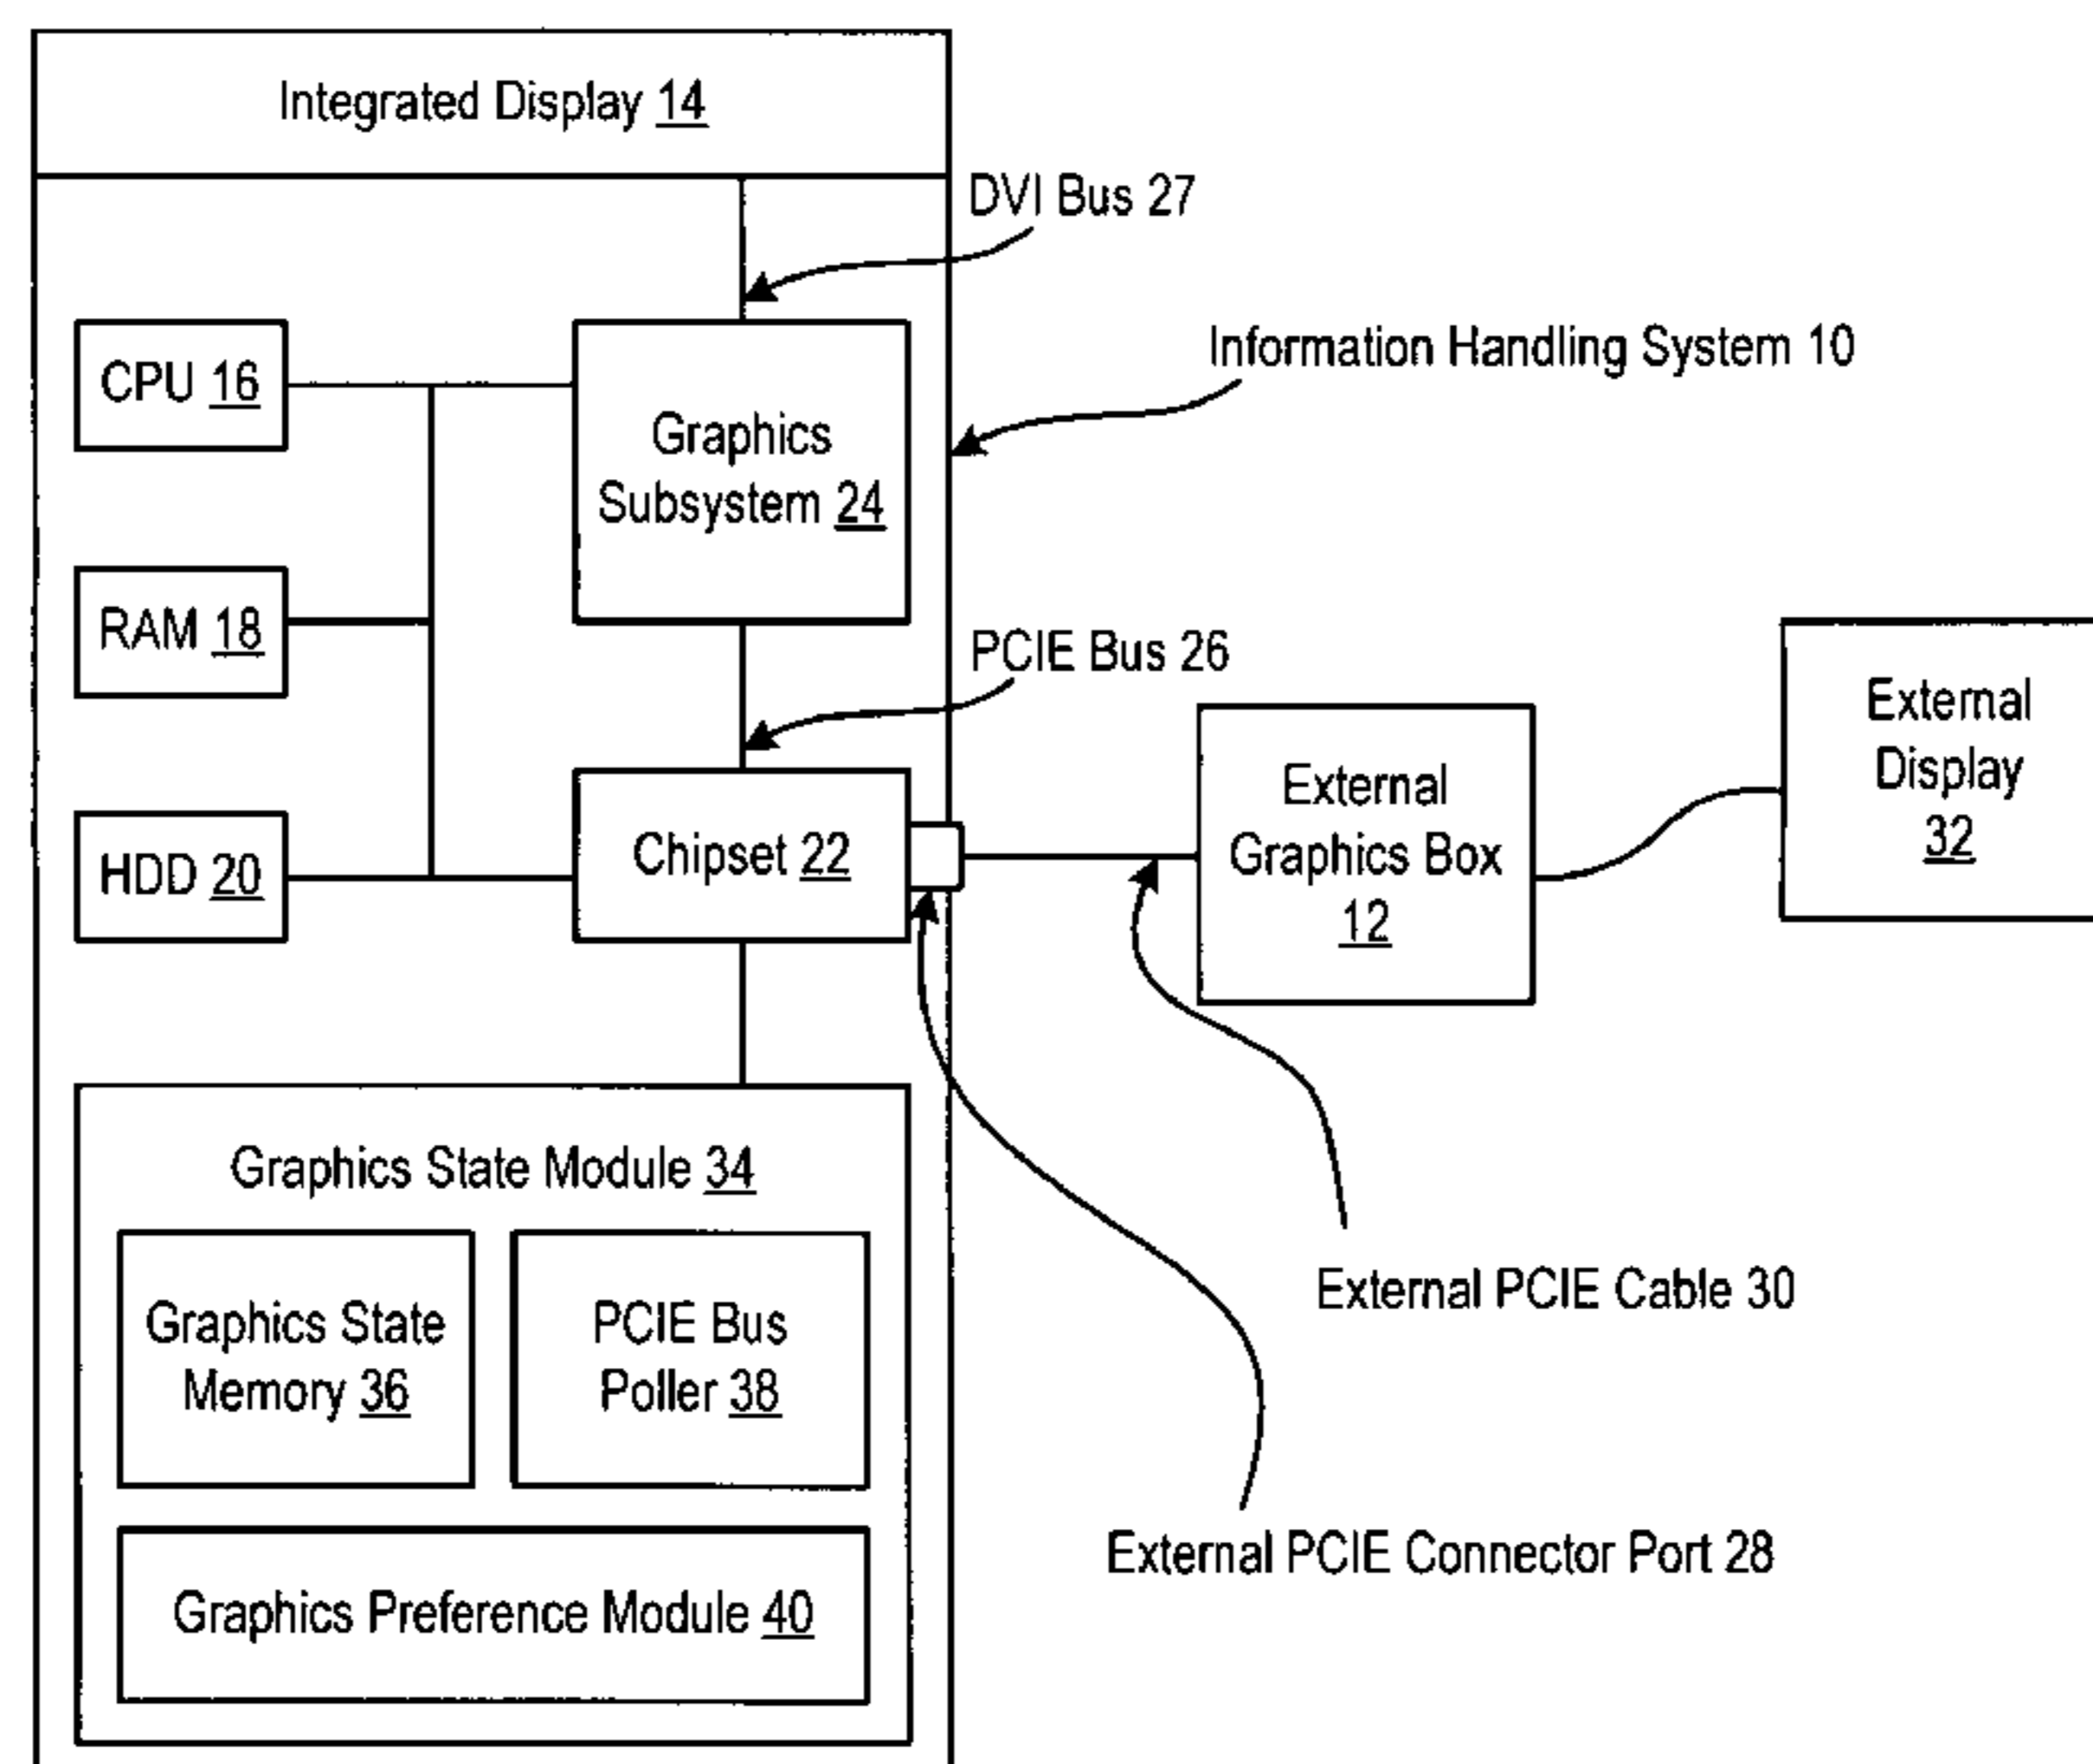 Integrated Display 14
DVI Bus 27
Information Handling System 10
CPU 16
Graphics
Subsystem 24
RAM 18
PCIE Bus 26
External
Display
32
External
Graphics Box
12
HDD 20
Chipset 22
Graphics State Module 34
Graphics State
Memory 36
PCIE Bus
Poller 38
External PCIE Cable 30
External PCIE Connector Port 28
Graphics Preference Module 40